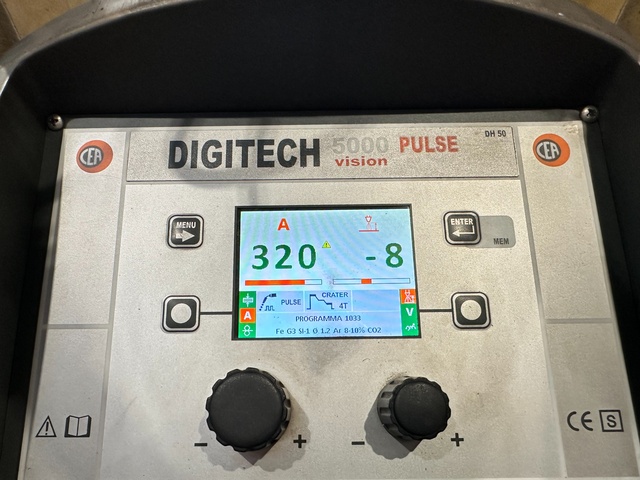 DH 50
CEA
DIGITECH 5000 PULSE
vision
CEA
MENU
ENTER
MEM
A
320 -8
PULSE
CRATER
4T
A
V
PROGRAMMA 1033
Fe G3 SI-1 Ø 1.2 Ar 8-10% CO2
- +
- +
CE S